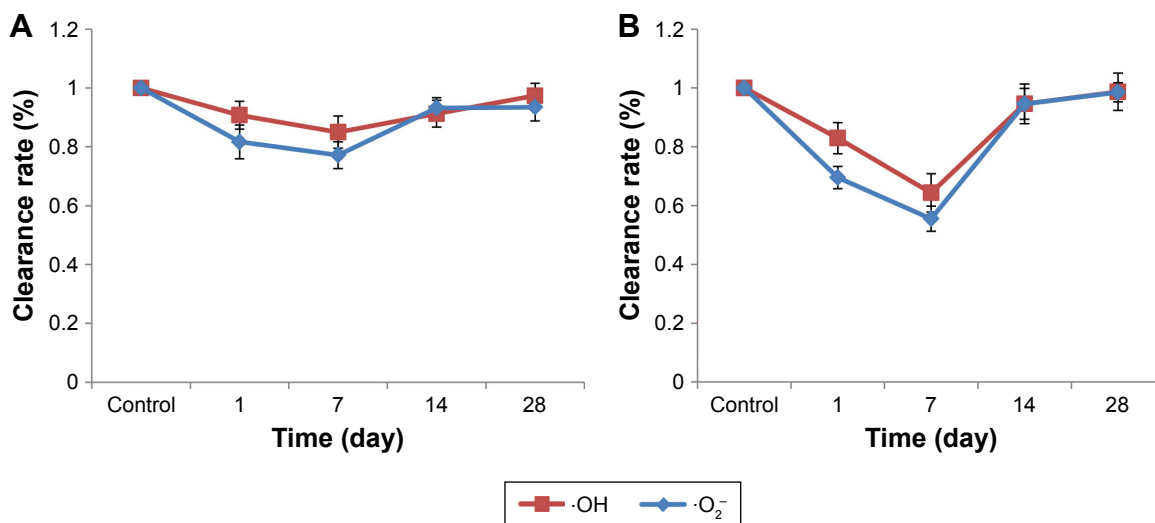 A
Clearance rate (%)
1.2
1
0.8
0.6
0.4
0.2
0
Control 1 7 14 28
Time (day)
B
Clearance rate (%)
1.2
1
0.8
0.6
0.4
0.2
0
Control 1 7 14 28
Time (day)
·OH ·O₂⁻